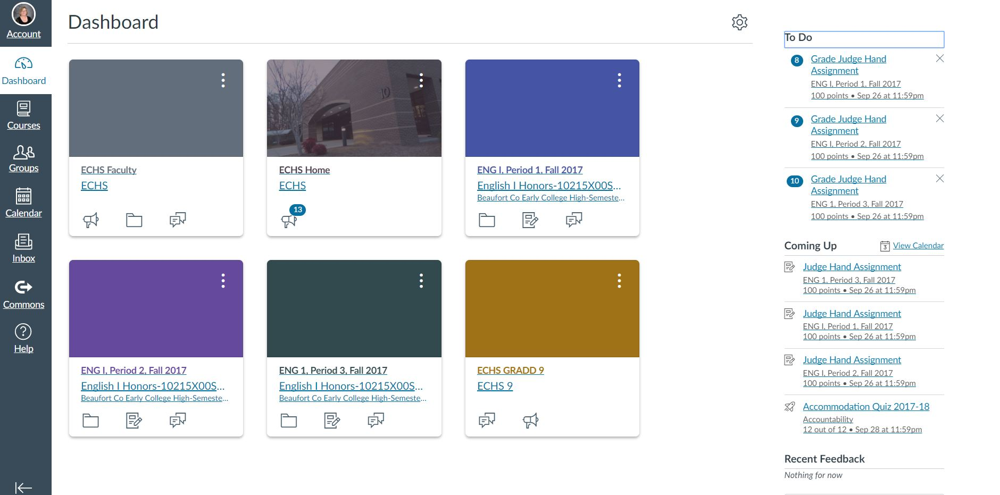 Account
Dashboard
Courses
Groups
Calendar
Inbox
Commons
Help
Dashboard
ECHS Faculty
ECHS
10
ECHS Home
ECHS
13
ENG I, Period 1, Fall 2017
English I Honors-10215X00S...
Beaufort Co Early College High-Semeste...
ENG I, Period 2, Fall 2017
English I Honors-10215X00S...
Beaufort Co Early College High-Semeste...
ENG 1, Period 3, Fall 2017
English I Honors-10215X00S...
Beaufort Co Early College High-Semeste...
ECHS GRADD 9
ECHS 9
To Do
8 Grade Judge Hand
Assignment
ENG I, Period 1, Fall 2017
100 points • Sep 26 at 11:59pm
9 Grade Judge Hand
Assignment
ENG I, Period 2, Fall 2017
100 points • Sep 26 at 11:59pm
10 Grade Judge Hand
Assignment
ENG 1, Period 3, Fall 2017
100 points • Sep 26 at 11:59pm
Coming Up 3 View Calendar
Judge Hand Assignment
ENG 1, Period 3, Fall 2017
100 points • Sep 26 at 11:59pm
Judge Hand Assignment
ENG I, Period 1, Fall 2017
100 points • Sep 26 at 11:59pm
Judge Hand Assignment
ENG I, Period 2, Fall 2017
100 points • Sep 26 at 11:59pm
Accommodation Quiz 2017-18
Accountability
12 out of 12 • Sep 28 at 11:59pm
Recent Feedback
Nothing for now